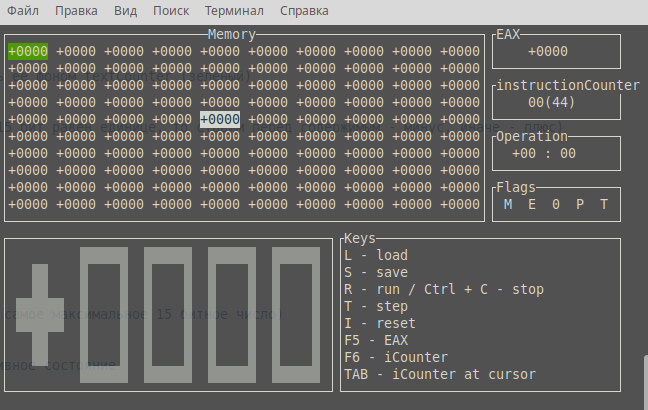 Файл Правка Вид Поиск Терминал Справка
Memory
+0000 +0000 +0000 +0000 +0000 +0000 +0000 +0000 +0000 +0000
+0000 +0000 +0000 +0000 +0000 +0000 +0000 +0000 +0000 +0000
+0000 +0000 +0000 +0000 +0000 +0000 +0000 +0000 +0000 +0000
+0000 +0000 +0000 +0000 +0000 +0000 +0000 +0000 +0000 +0000
+0000 +0000 +0000 +0000 +0000 +0000 +0000 +0000 +0000 +0000
+0000 +0000 +0000 +0000 +0000 +0000 +0000 +0000 +0000 +0000
+0000 +0000 +0000 +0000 +0000 +0000 +0000 +0000 +0000 +0000
+0000 +0000 +0000 +0000 +0000 +0000 +0000 +0000 +0000 +0000
+0000 +0000 +0000 +0000 +0000 +0000 +0000 +0000 +0000 +0000
+0000 +0000 +0000 +0000 +0000 +0000 +0000 +0000 +0000 +0000
EAX
+0000
instructionCounter
00(44)
Operation
+00 : 00
Flags
M E 0 P T
+0000
самое максимальное 15 битное число)
состояние
Keys
L - load
S - save
R - run / Ctrl + C - stop
T - step
I - reset
F5 - EAX
F6 - iCounter
TAB - iCounter at cursor